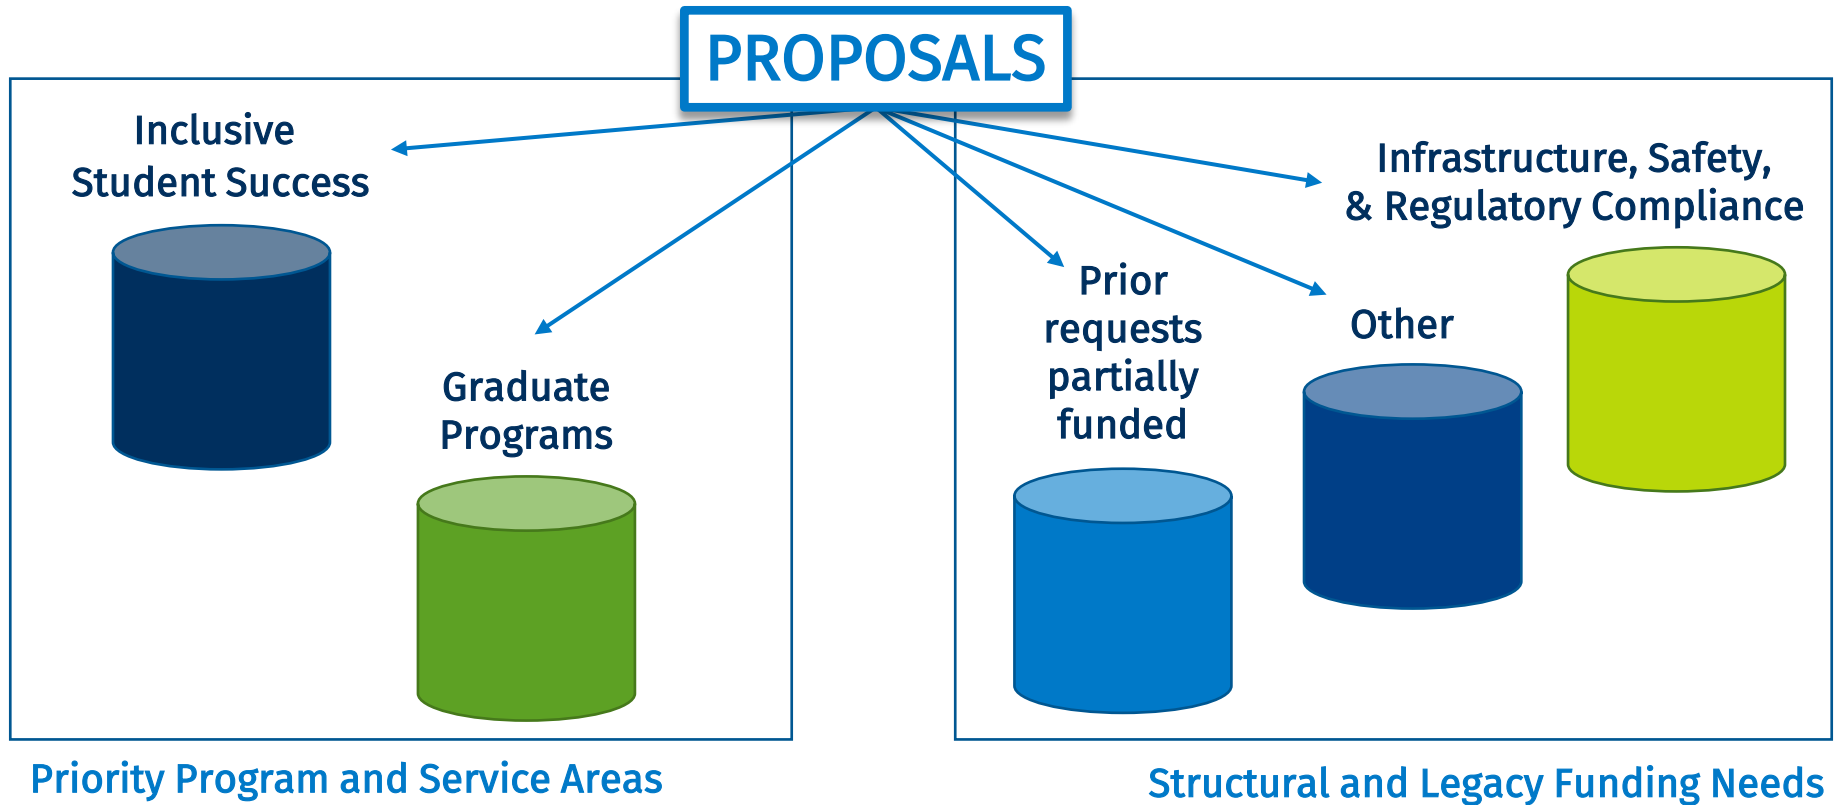 PROPOSALS
Inclusive
Student Success
Graduate
Programs
Prior
requests
partially
funded
Other
Infrastructure, Safety,
& Regulatory Compliance
Priority Program and Service Areas
Structural and Legacy Funding Needs